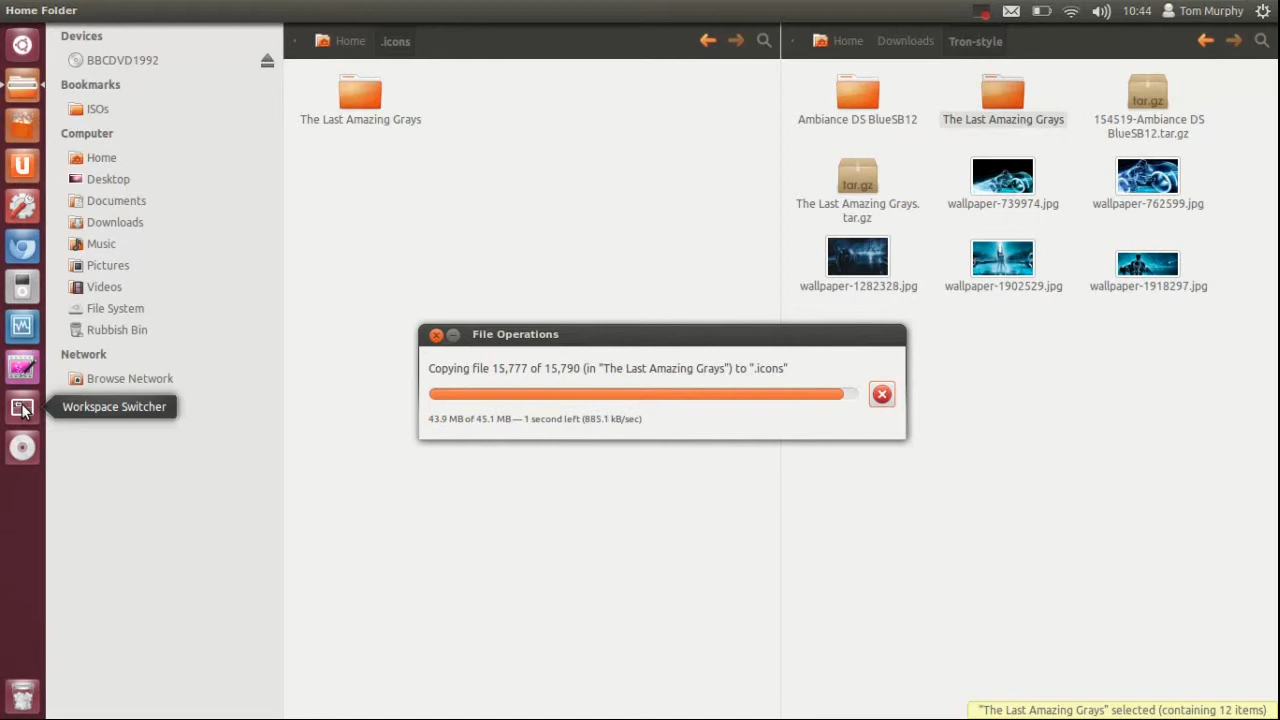 Home Folder
10:44
Tom Murphy
Devices
BBCDVD1992
Bookmarks
ISOs
Computer
Home
Desktop
Documents
Downloads
Music
Pictures
Videos
File System
Rubbish Bin
Network
Browse Network
Workspace Switcher
Home
.icons
The Last Amazing Grays
Home
Downloads
Tron-style
Ambiance DS BlueSB12
The Last Amazing Grays
tar.gz
154519-Ambiance DS
BlueSB12.tar.gz
tar.gz
The Last Amazing Grays.
tar.gz
wallpaper-739974.jpg
wallpaper-762599.jpg
wallpaper-1282328.jpg
wallpaper-1902529.jpg
wallpaper-1918297.jpg
File Operations
Copying file 15,777 of 15,790 (in "The Last Amazing Grays") to ".icons"
43.9 MB of 45.1 MB — 1 second left (885.1 kB/sec)
"The Last Amazing Grays" selected (containing 12 items)